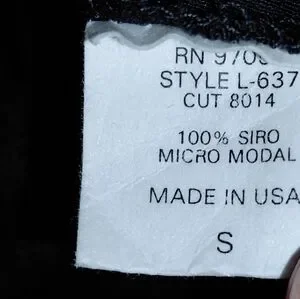 RN 970
STYLE L-637
CUT 8014
100% SIRO
MICRO MODAL
MADE IN USA
S